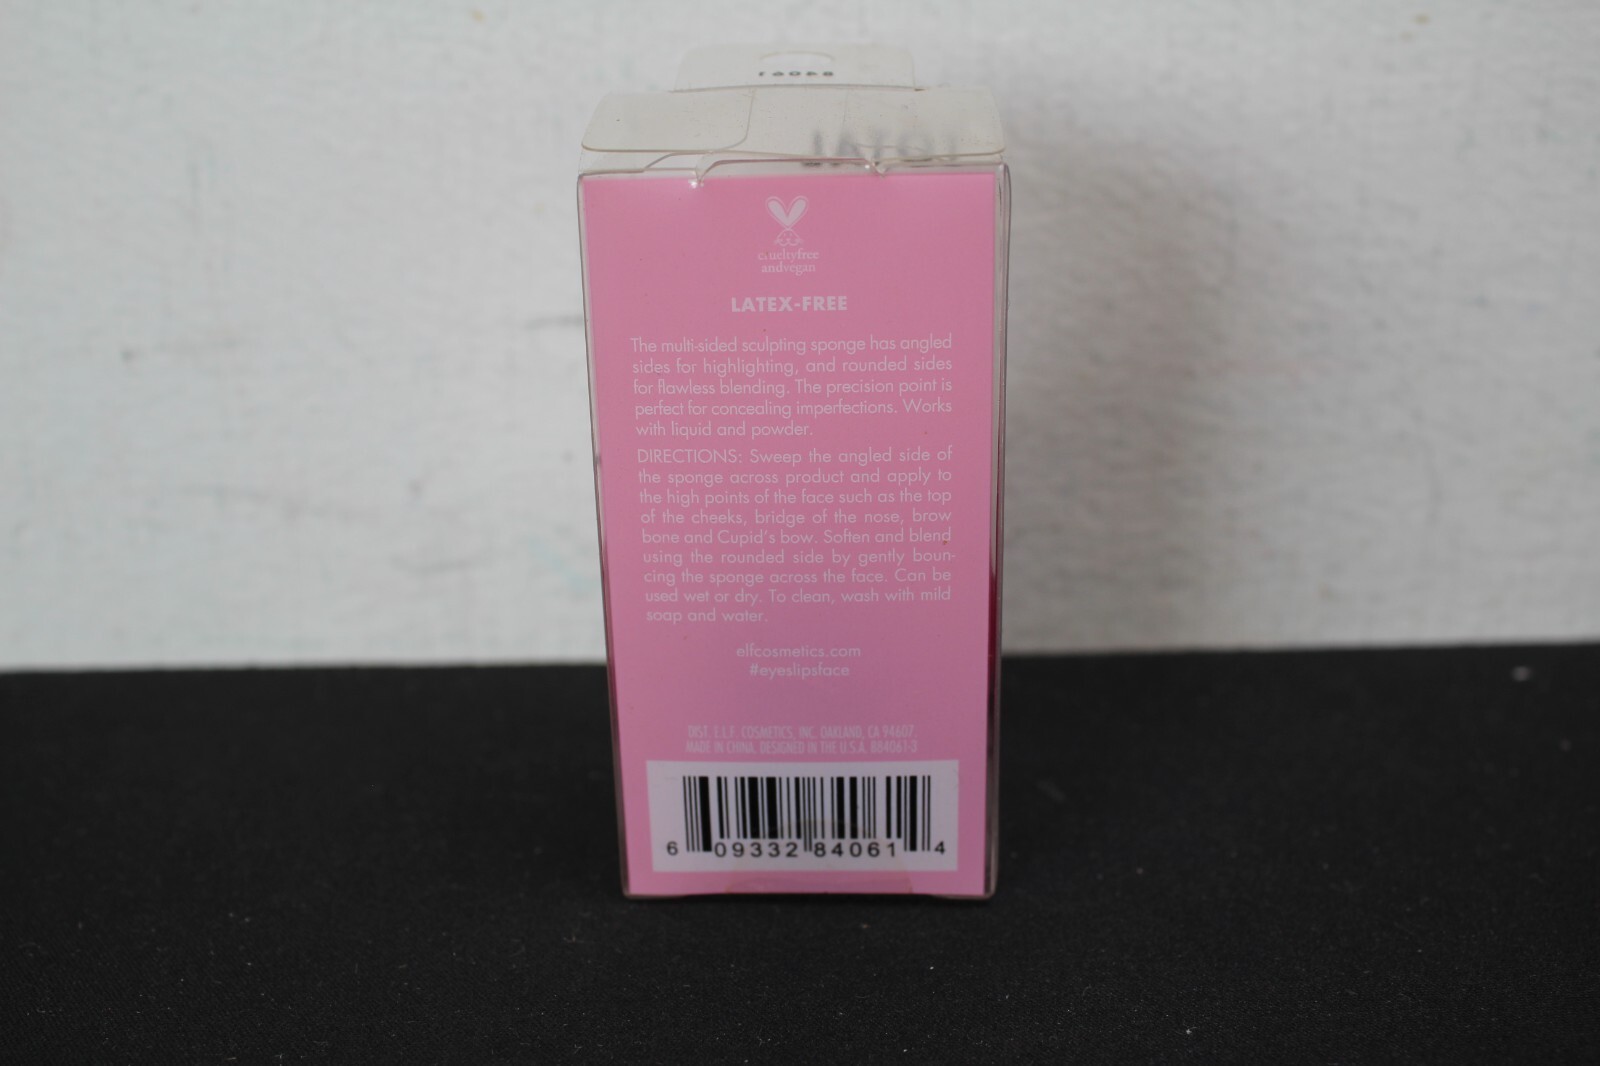 84061
TOTAL
crueltyfree
andvegan
LATEX-FREE
The multi-sided sculpting sponge has angled
sides for highlighting, and rounded sides
for flawless blending. The precision point is
perfect for concealing imperfections. Works
with liquid and powder.
DIRECTIONS: Sweep the angled side of
the sponge across product and apply to
the high points of the face such as the top
of the cheeks, bridge of the nose, brow
bone and Cupid's bow. Soften and blend
using the rounded side by gently boun-
cing the sponge across the face. Can be
used wet or dry. To clean, wash with mild
soap and water.
elfcosmetics.com
#eyeslipsface
DIST. E.L.F. COSMETICS, INC. OAKLAND, CA 94607.
MADE IN CHINA. DESIGNED IN THE U.S.A. B84061-3
6 09332 84061 4